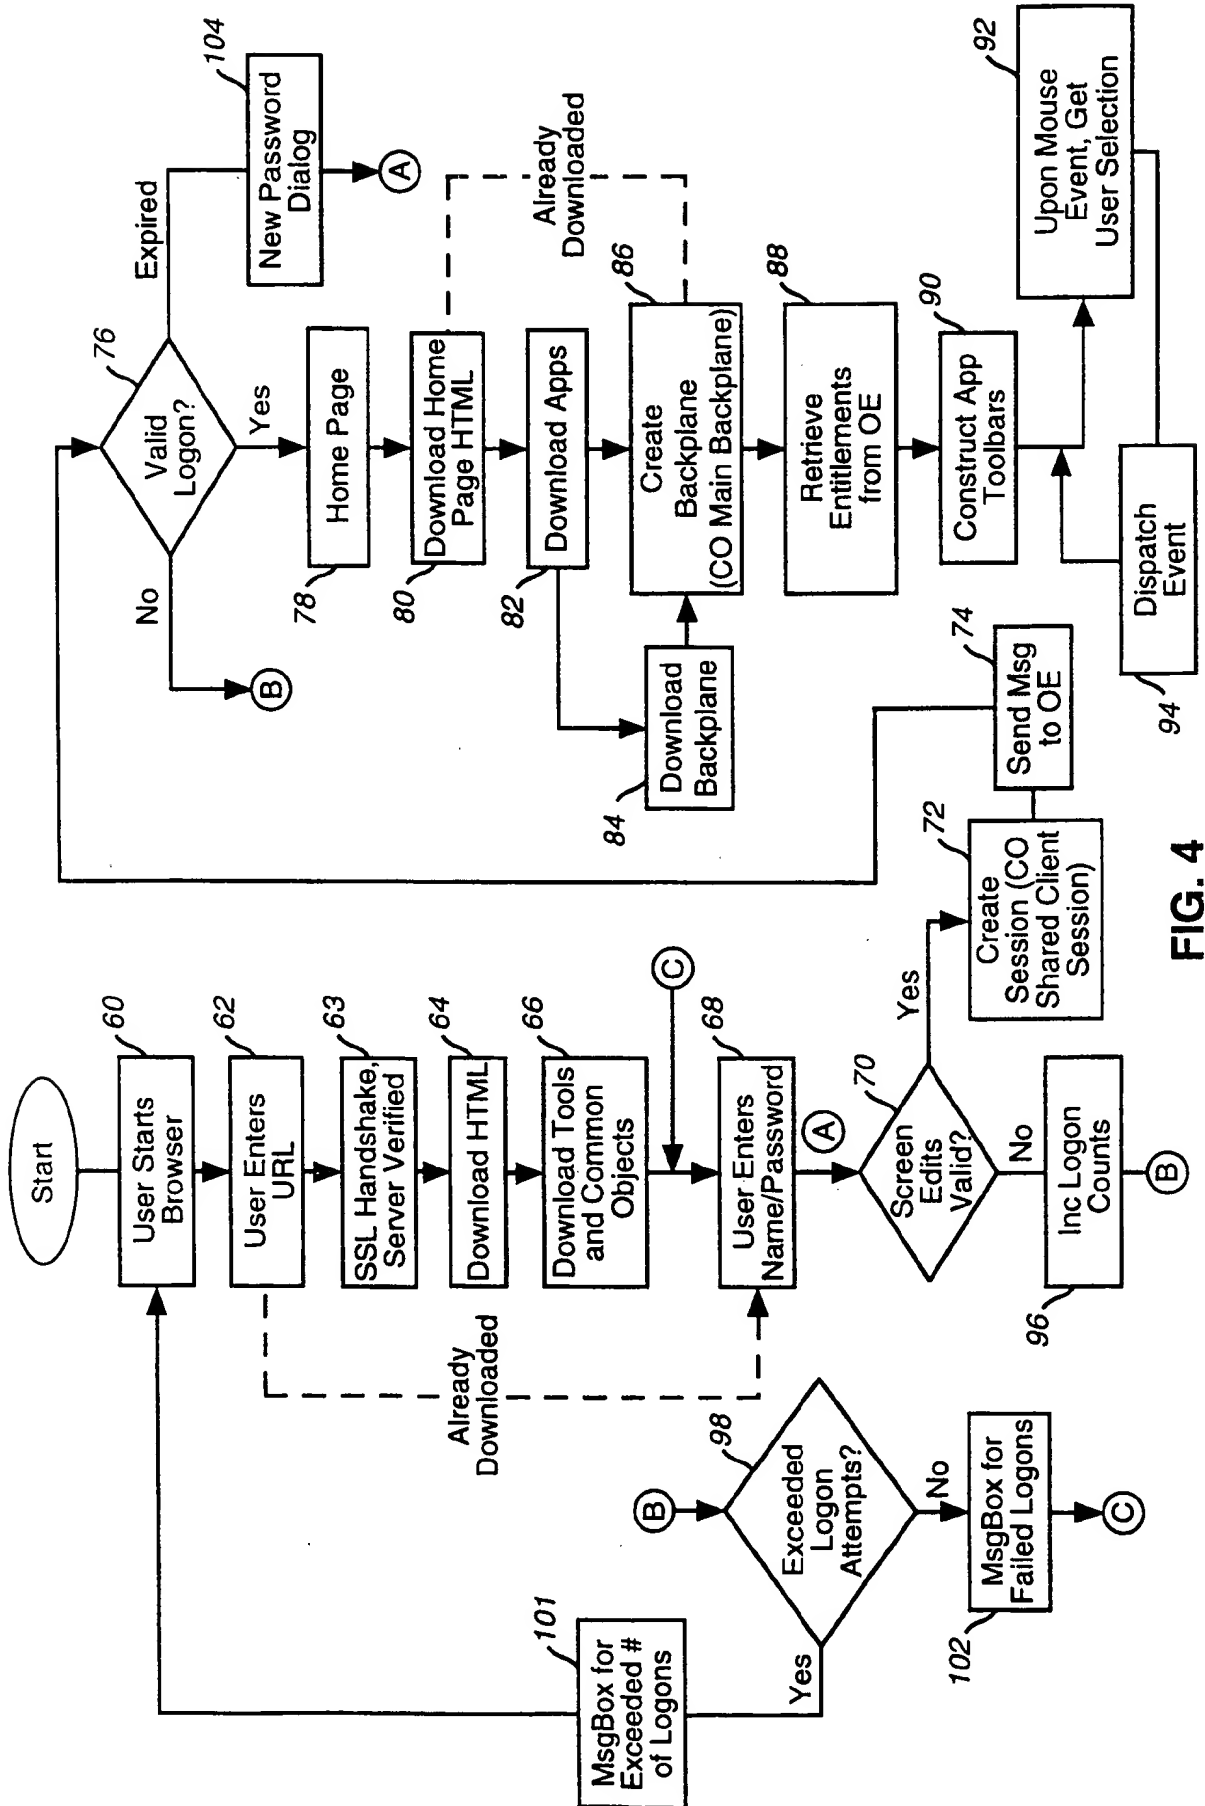 Start
60
User Starts
Browser
62
User Enters
URL
63
SSL Handshake,
Server Verified
64
Download HTML
66
Download Tools
and Common
Objects
C
68
User Enters
Name/Password
A
Already
Downloaded
70
Screen
Edits
Valid?
Yes
No
Inc Logon
Counts
96
B
72
Create
Session (CO
Shared Client
Session)
74
Send Msg
to OE
B
98
Exceeded
Logon
Attempts?
Yes
No
101
MsgBox for
Exceeded #
of Logons
MsgBox for
Failed Logons
102
C
76
Valid
Logon?
No
B
Expired
104
New Password
Dialog
A
Yes
Home Page
78
Download Home
Page HTML
80
Already
Downloaded
Download Apps
82
Download
Backplane
84
86
Create
Backplane
(CO Main Backplane)
88
Retrieve
Entitlements
from OE
90
Construct App
Toolbars
92
Upon Mouse
Event, Get
User Selection
Dispatch
Event
94
FIG. 4